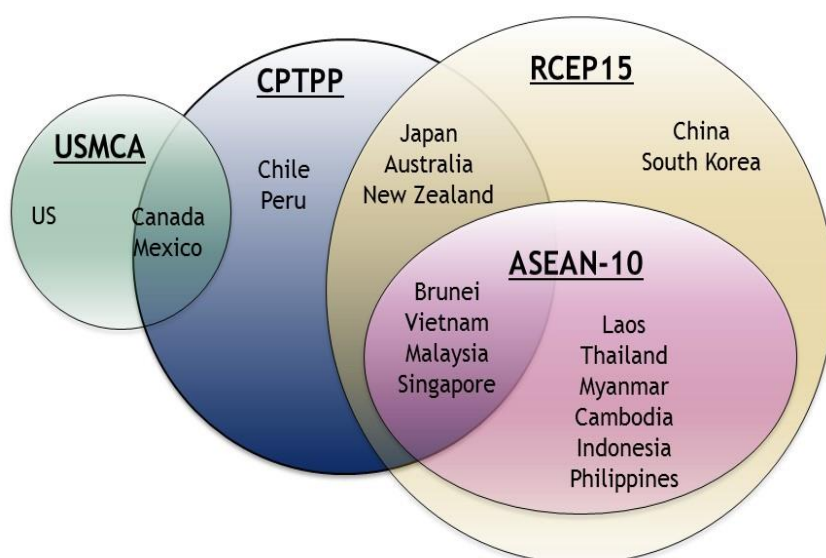 CPTPP
RCEP15
USMCA
Japan
Australia
New Zealand
China
South Korea
Chile
Peru
US
Canada
Mexico
ASEAN-10
Brunei
Vietnam
Malaysia
Singapore
Laos
Thailand
Myanmar
Cambodia
Indonesia
Philippines